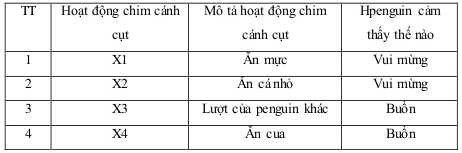 TT Hoạt động chim cánh cụt Mô tả hoạt động chim cánh cụt Hpenguin cảm thấy thế nào
1 X1 Ăn mực Vui mừng
2 X2 Ăn cá nhỏ Vui mừng
3 X3 Lượt của penguin khác Buồn
4 X4 Ăn cua Buồn